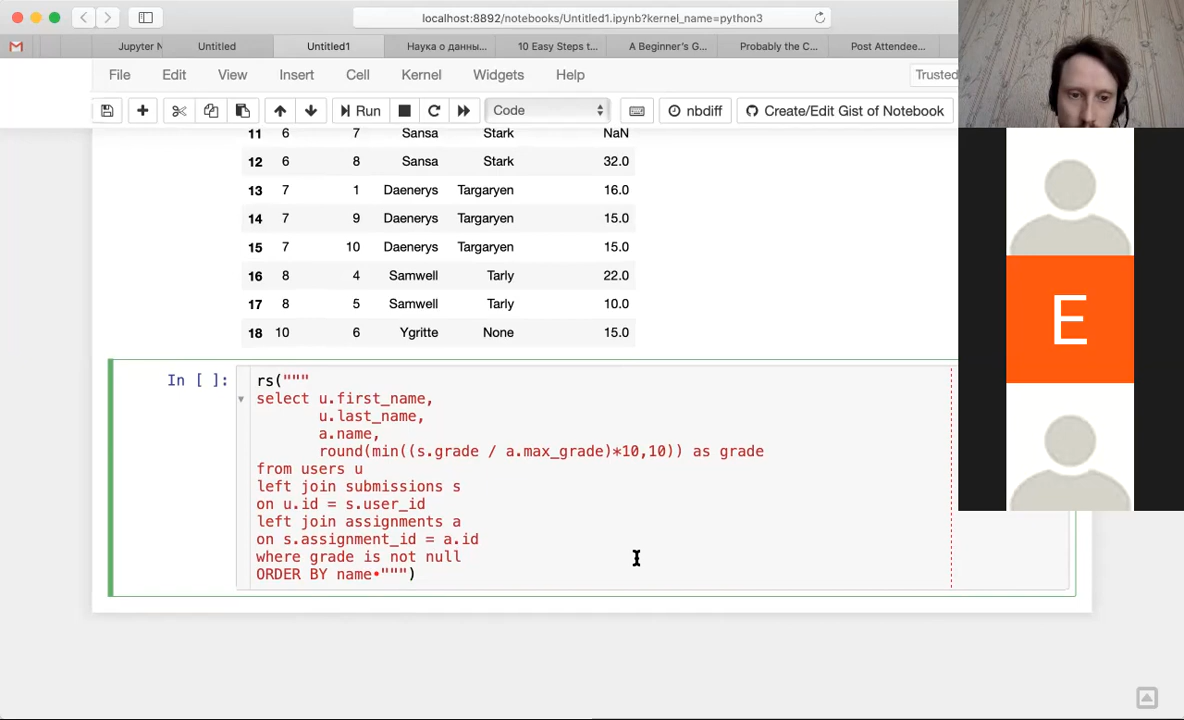 localhost:8892/notebooks/Untitled1.ipynb?kernel_name=python3
Jupyter N Untitled Untitled1 Наука о данны... 10 Easy Steps t... A Beginner's G... Probably the C... Post Attendee...
File Edit View Insert Cell Kernel Widgets Help Trusted
Run Code nbdiff Create/Edit Gist of Notebook
11 6 7 Sansa Stark NaN
12 6 8 Sansa Stark 32.0
13 7 1 Daenerys Targaryen 16.0
14 7 9 Daenerys Targaryen 15.0
15 7 10 Daenerys Targaryen 15.0
16 8 4 Samwell Tarly 22.0
17 8 5 Samwell Tarly 10.0
18 10 6 Ygritte None 15.0
In [ ]: rs("""
select u.first_name,
u.last_name,
a.name,
round(min((s.grade / a.max_grade)*10,10)) as grade
from users u
left join submissions s
on u.id = s.user_id
left join assignments a
on s.assignment_id = a.id
where grade is not null
ORDER BY name•""")
E